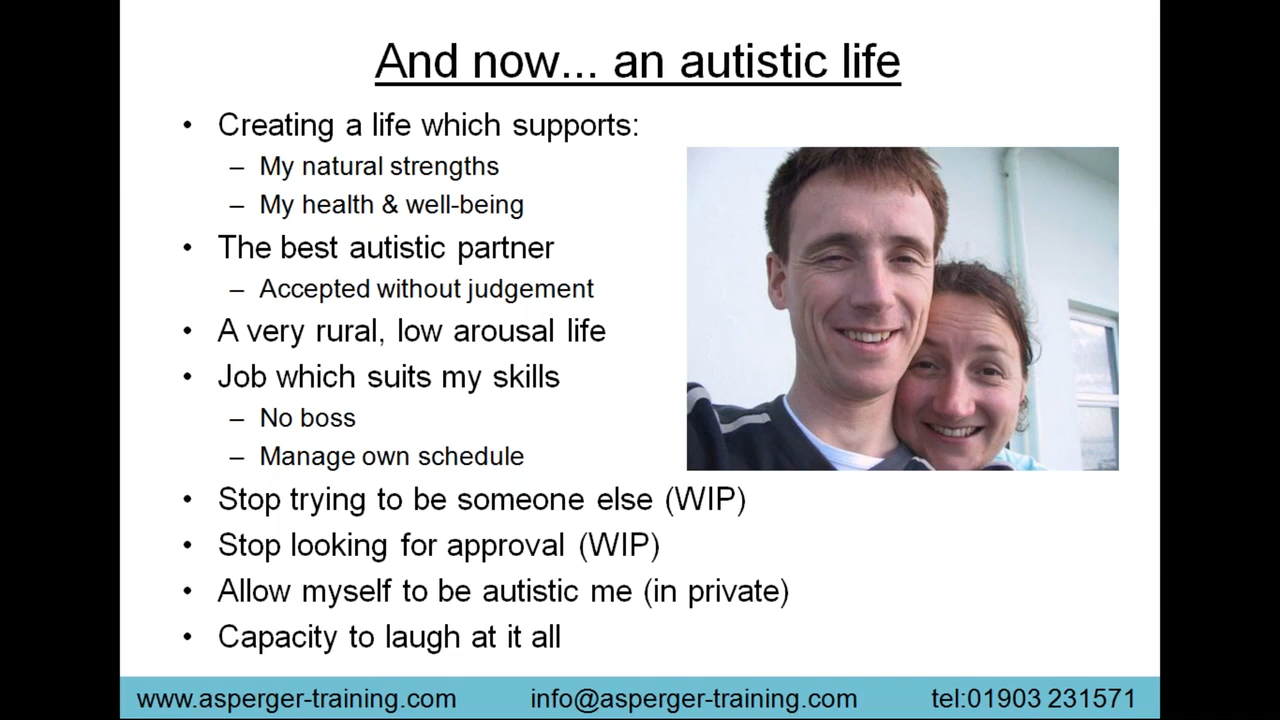 And now... an autistic life
• Creating a life which supports:
– My natural strengths
– My health & well-being
• The best autistic partner
– Accepted without judgement
• A very rural, low arousal life
• Job which suits my skills
– No boss
– Manage own schedule
• Stop trying to be someone else (WIP)
• Stop looking for approval (WIP)
• Allow myself to be autistic me (in private)
• Capacity to laugh at it all
www.asperger-training.com info@asperger-training.com tel:01903 231571